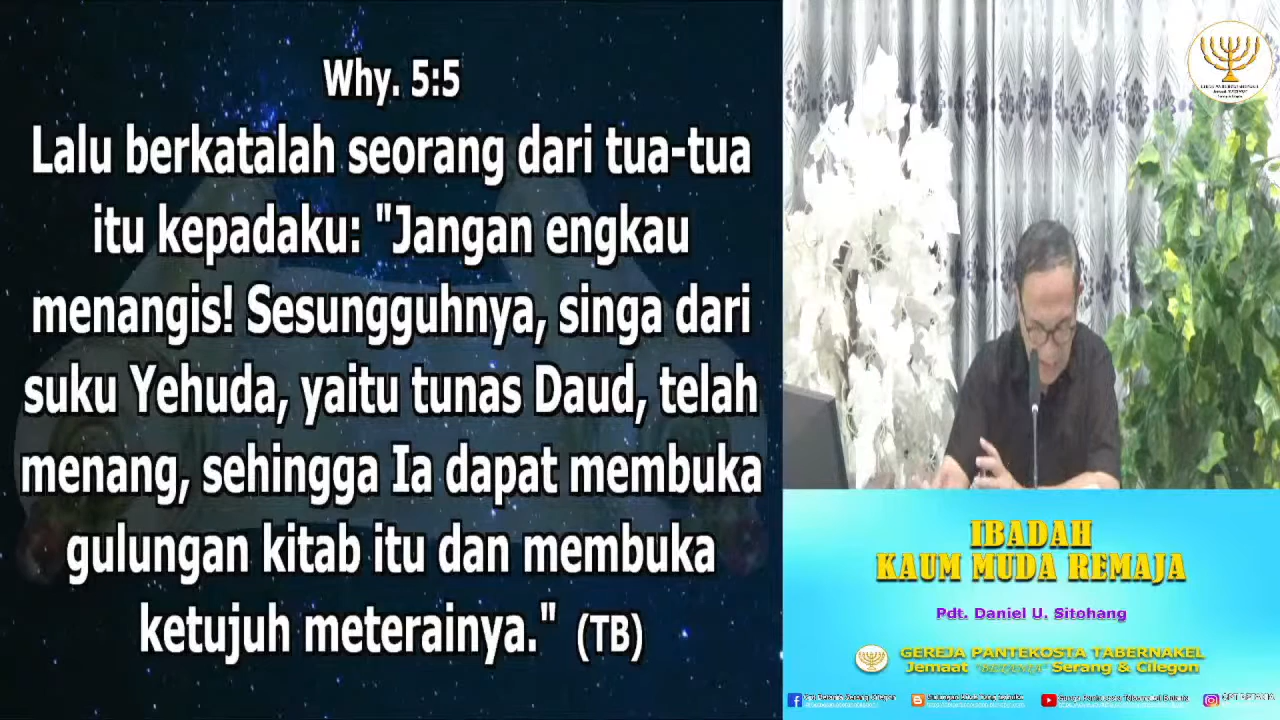 Why. 5:5
Lalu berkatalah seorang dari tua-tua
itu kepadaku: "Jangan engkau
menangis! Sesungguhnya, singa dari
suku Yehuda, yaitu tunas Daud, telah
menang, sehingga Ia dapat membuka
gulungan kitab itu dan membuka
ketujuh meterainya." (TB)
IBADAH
KAUM MUDA REMAJA
Pdt. Daniel U. Sitohang
GEREJA PANTEKOSTA TABERNAKEL
Jemaat Serang & Cilegon